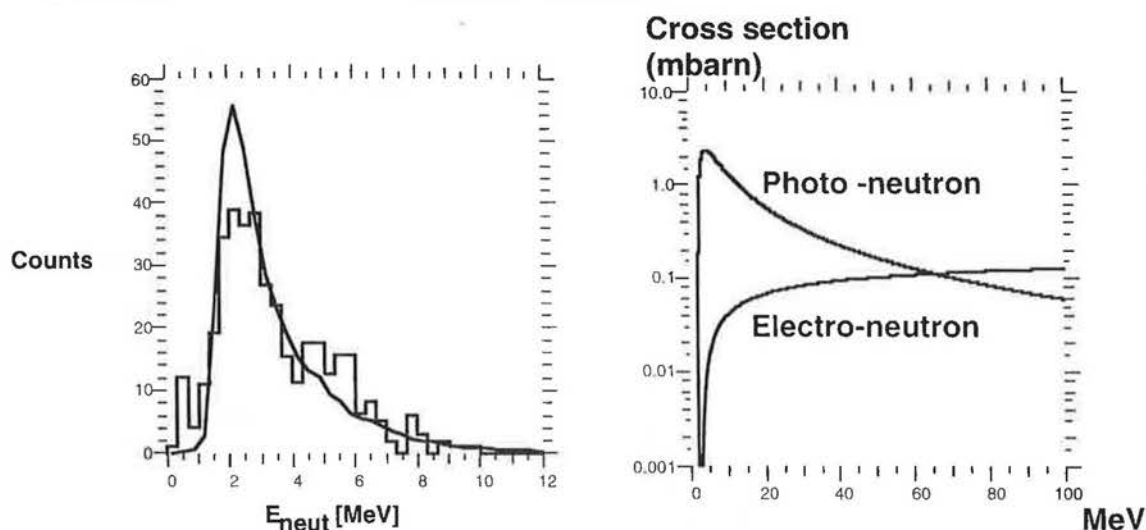 60
50
40
30
20
10
0
Counts
0 2 4 6 8 10 12
E neut [MeV]
Cross section
(mbarn)
10.0
1.0
0.1
0.01
0.001
Photo -neutron
Electro-neutron
0 20 40 60 80 100
MeV